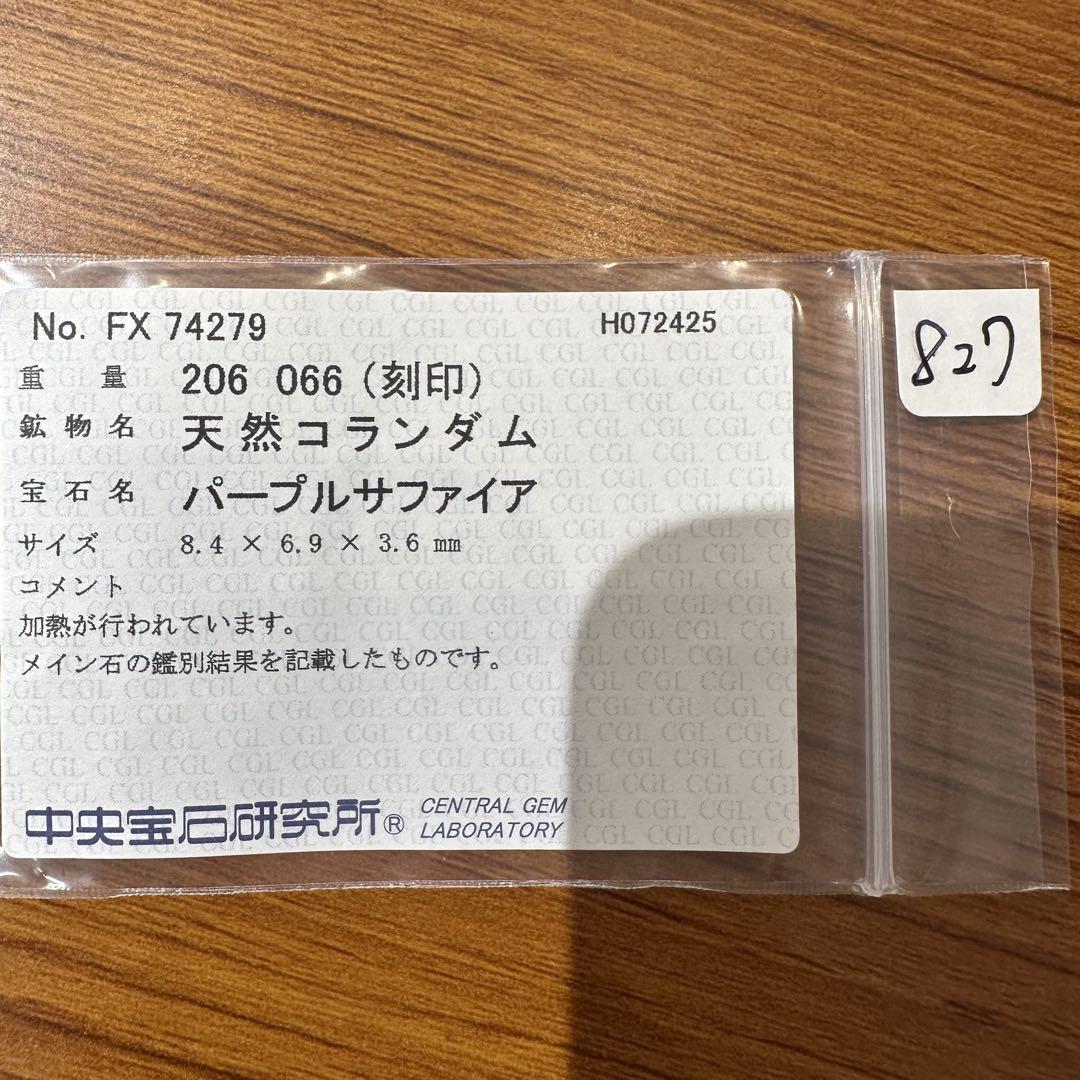 No. FX 74279
H072425
重量 206 066 (刻印)
鉱物名 天然コランダム
宝石名 パープルサファイア
サイズ 8.4 × 6.9 × 3.6 mm
コメント
加熱が行われています。
メイン石の鑑別結果を記載したものです。
中央宝石研究所® CENTRAL GEM
LABORATORY
827